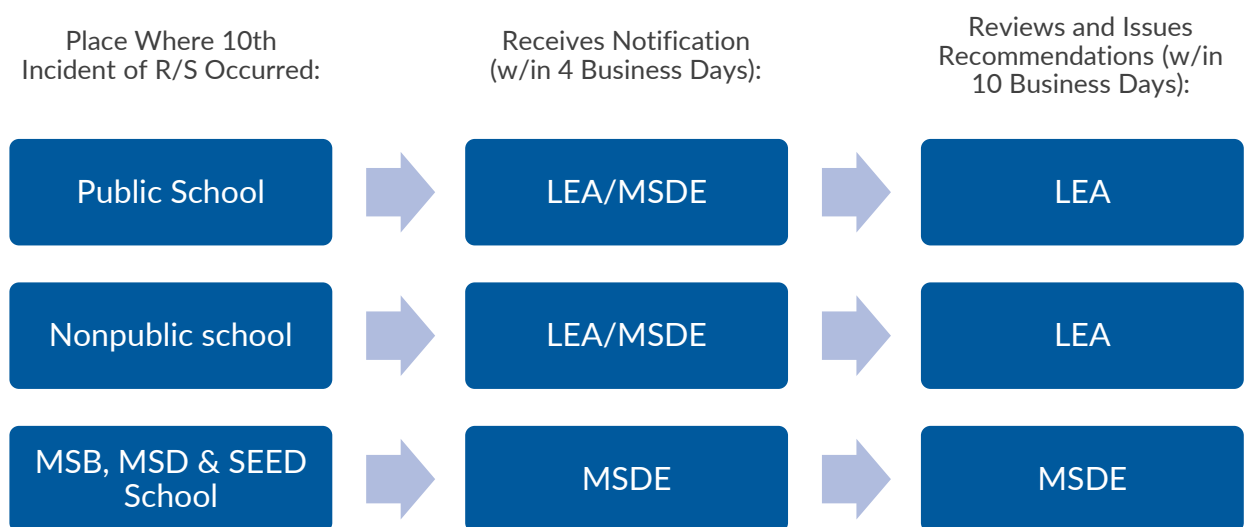 Place Where 10th
Incident of R/S Occurred:
Receives Notification
(w/in 4 Business Days):
Reviews and Issues
Recommendations (w/in
10 Business Days):
Public School
LEA/MSDE
LEA
Nonpublic school
LEA/MSDE
LEA
MSB, MSD & SEED
School
MSDE
MSDE